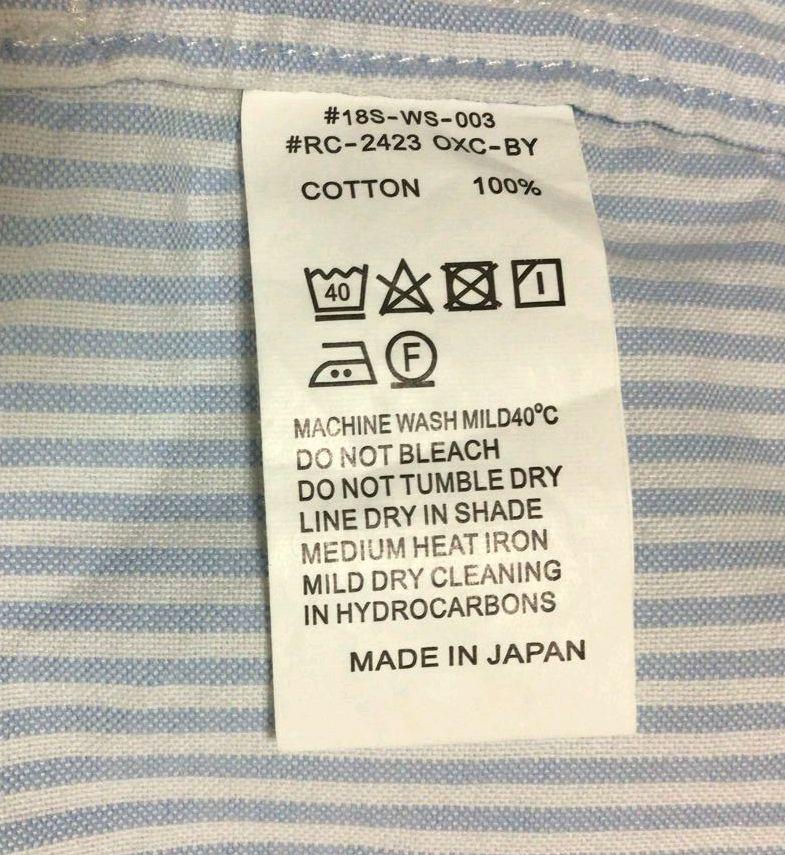 #18S-WS-003
#RC-2423 OXC-BY
COTTON 100%
40
F
MACHINE WASH MILD40°C
DO NOT BLEACH
DO NOT TUMBLE DRY
LINE DRY IN SHADE
MEDIUM HEAT IRON
MILD DRY CLEANING
IN HYDROCARBONS
MADE IN JAPAN